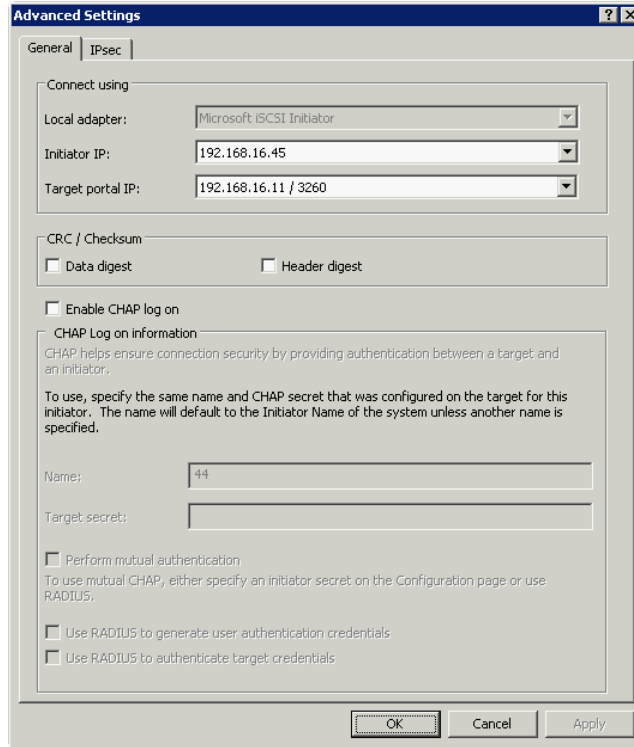 Advanced Settings
General
IPsec
Connect using
Local adapter:
Microsoft iSCSI Initiator
Initiator IP:
192.168.16.45
Target portal IP:
192.168.16.11 / 3260
CRC / Checksum
Data digest
Header digest
Enable CHAP log on
CHAP Log on information
CHAP helps ensure connection security by providing authentication between a target and
an initiator.
To use, specify the same name and CHAP secret that was configured on the target for this
initiator. The name will default to the Initiator Name of the system unless another name is
specified.
Name:
44
Target secret:
Perform mutual authentication
To use mutual CHAP, either specify an initiator secret on the Configuration page or use
RADIUS.
Use RADIUS to generate user authentication credentials
Use RADIUS to authenticate target credentials
OK
Cancel
Apply